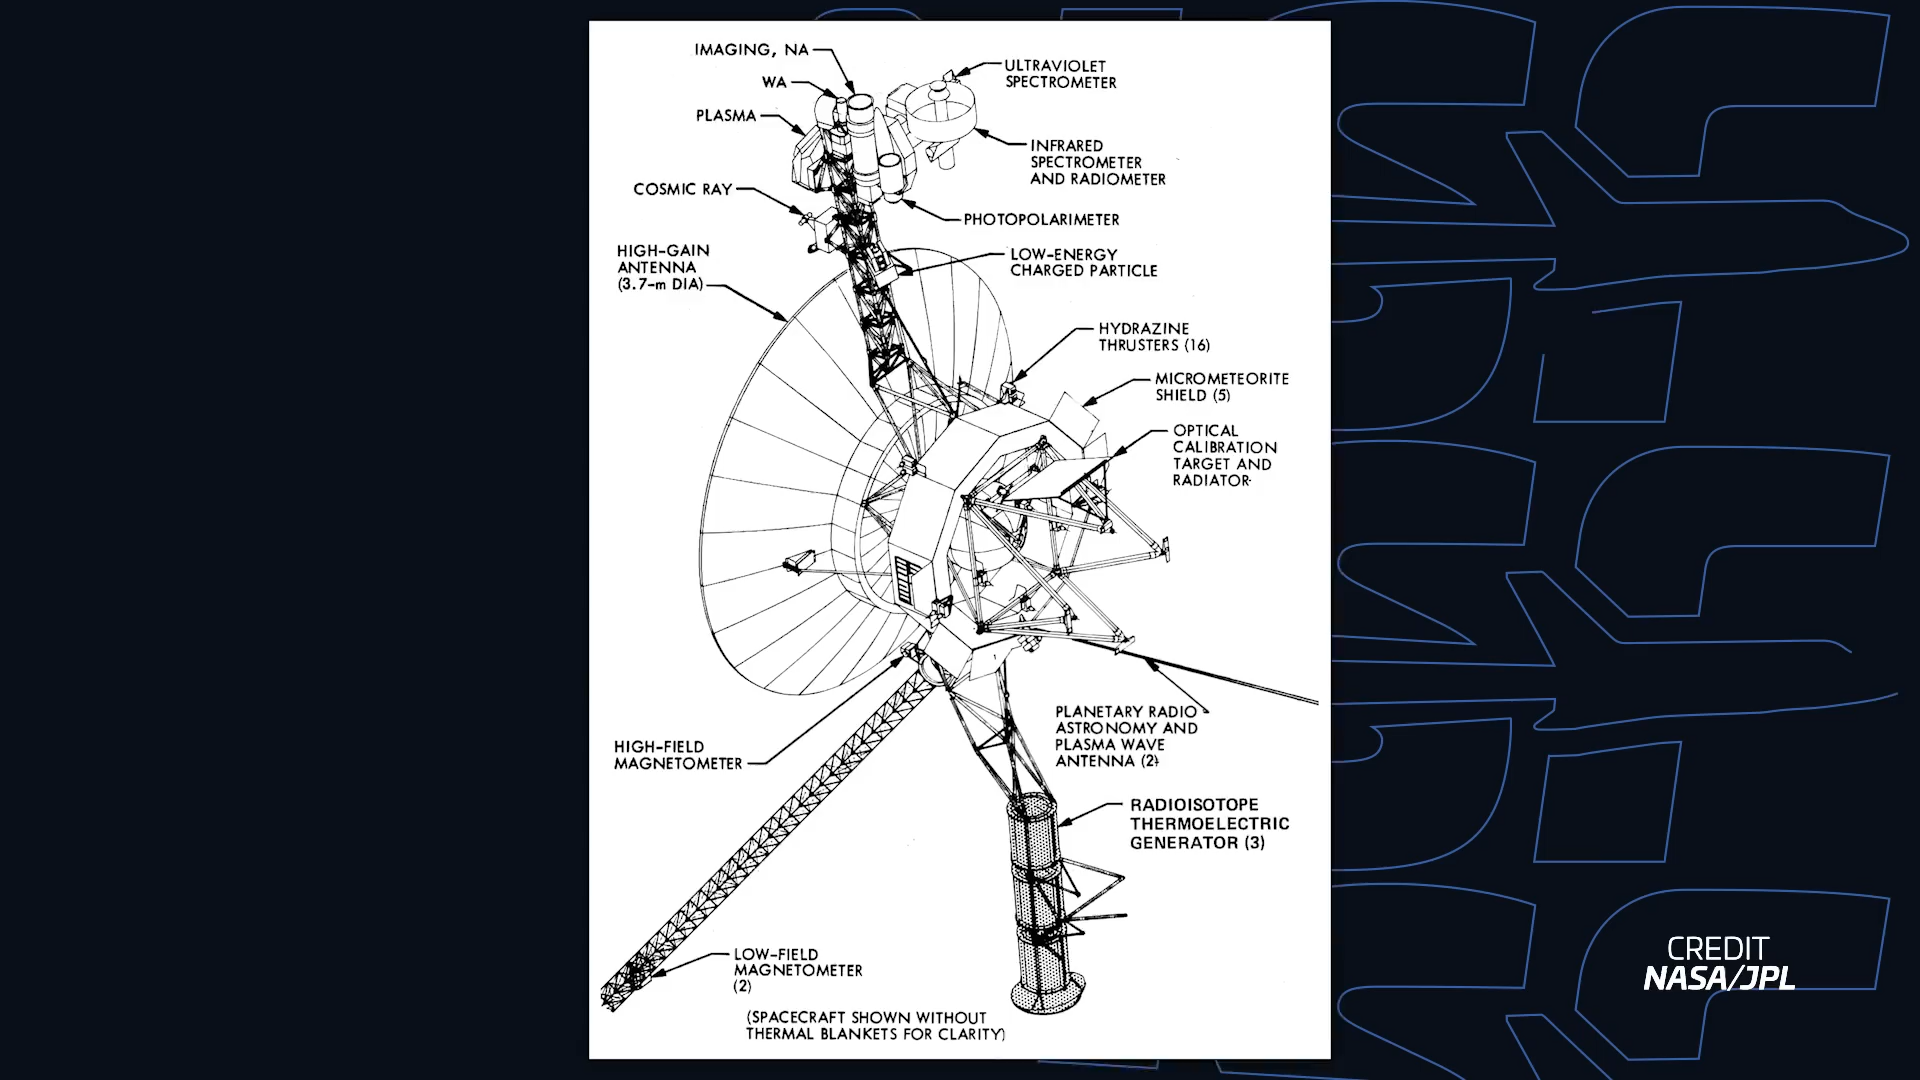 IMAGING, NA
WA
PLASMA
COSMIC RAY
HIGH-GAIN
ANTENNA
(3.7-m DIA)
ULTRAVIOLET
SPECTROMETER
INFRARED
SPECTROMETER
AND RADIOMETER
PHOTOPOLARIMETER
LOW-ENERGY
CHARGED PARTICLE
HYDRAZINE
THRUSTERS (16)
MICROMETEORITE
SHIELD (5)
OPTICAL
CALIBRATION
TARGET AND
RADIATOR
PLANETARY RADIO
ASTRONOMY AND
PLASMA WAVE
ANTENNA (2)
HIGH-FIELD
MAGNETOMETER
RADIOISOTOPE
THERMOELECTRIC
GENERATOR (3)
LOW-FIELD
MAGNETOMETER
(2)
(SPACECRAFT SHOWN WITHOUT
THERMAL BLANKETS FOR CLARITY)
CREDIT
NASA/JPL